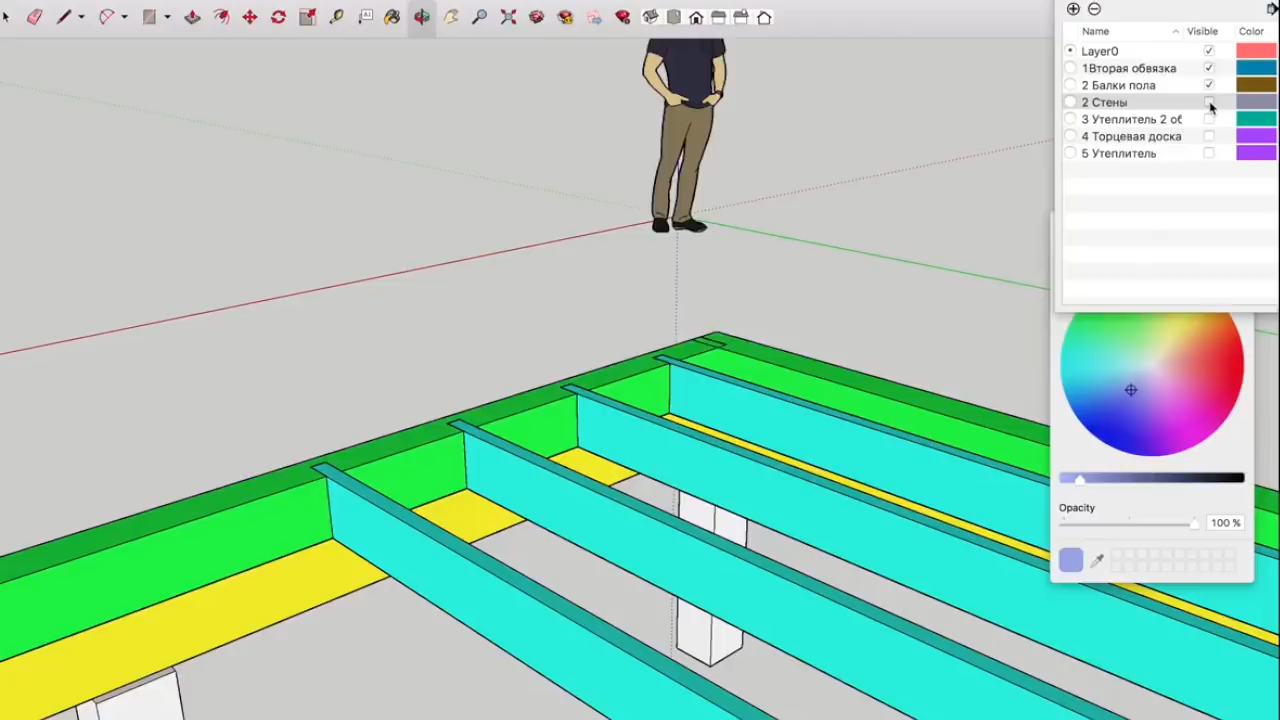 Name Visible Color
Layer0
1Вторая обвязка
2 Балки пола
2 Стены
3 Утеплитель 2 об
4 Торцевая доска
5 Утеплитель
Opacity
100 %